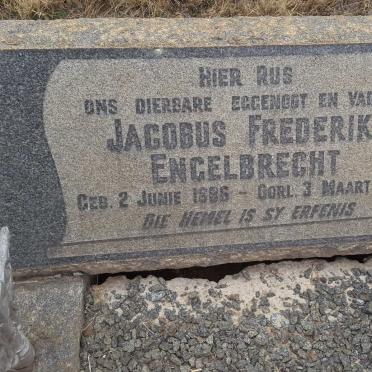 HIER RUS
ONS DIERBARE EGGENOOT EN VA
JACOBUS FREDERIK
ENGELBRECHT
GEB. 2 JUNIE 1886 - OORL. 3 MAART
DIE HEMEL IS SY ERFENIS